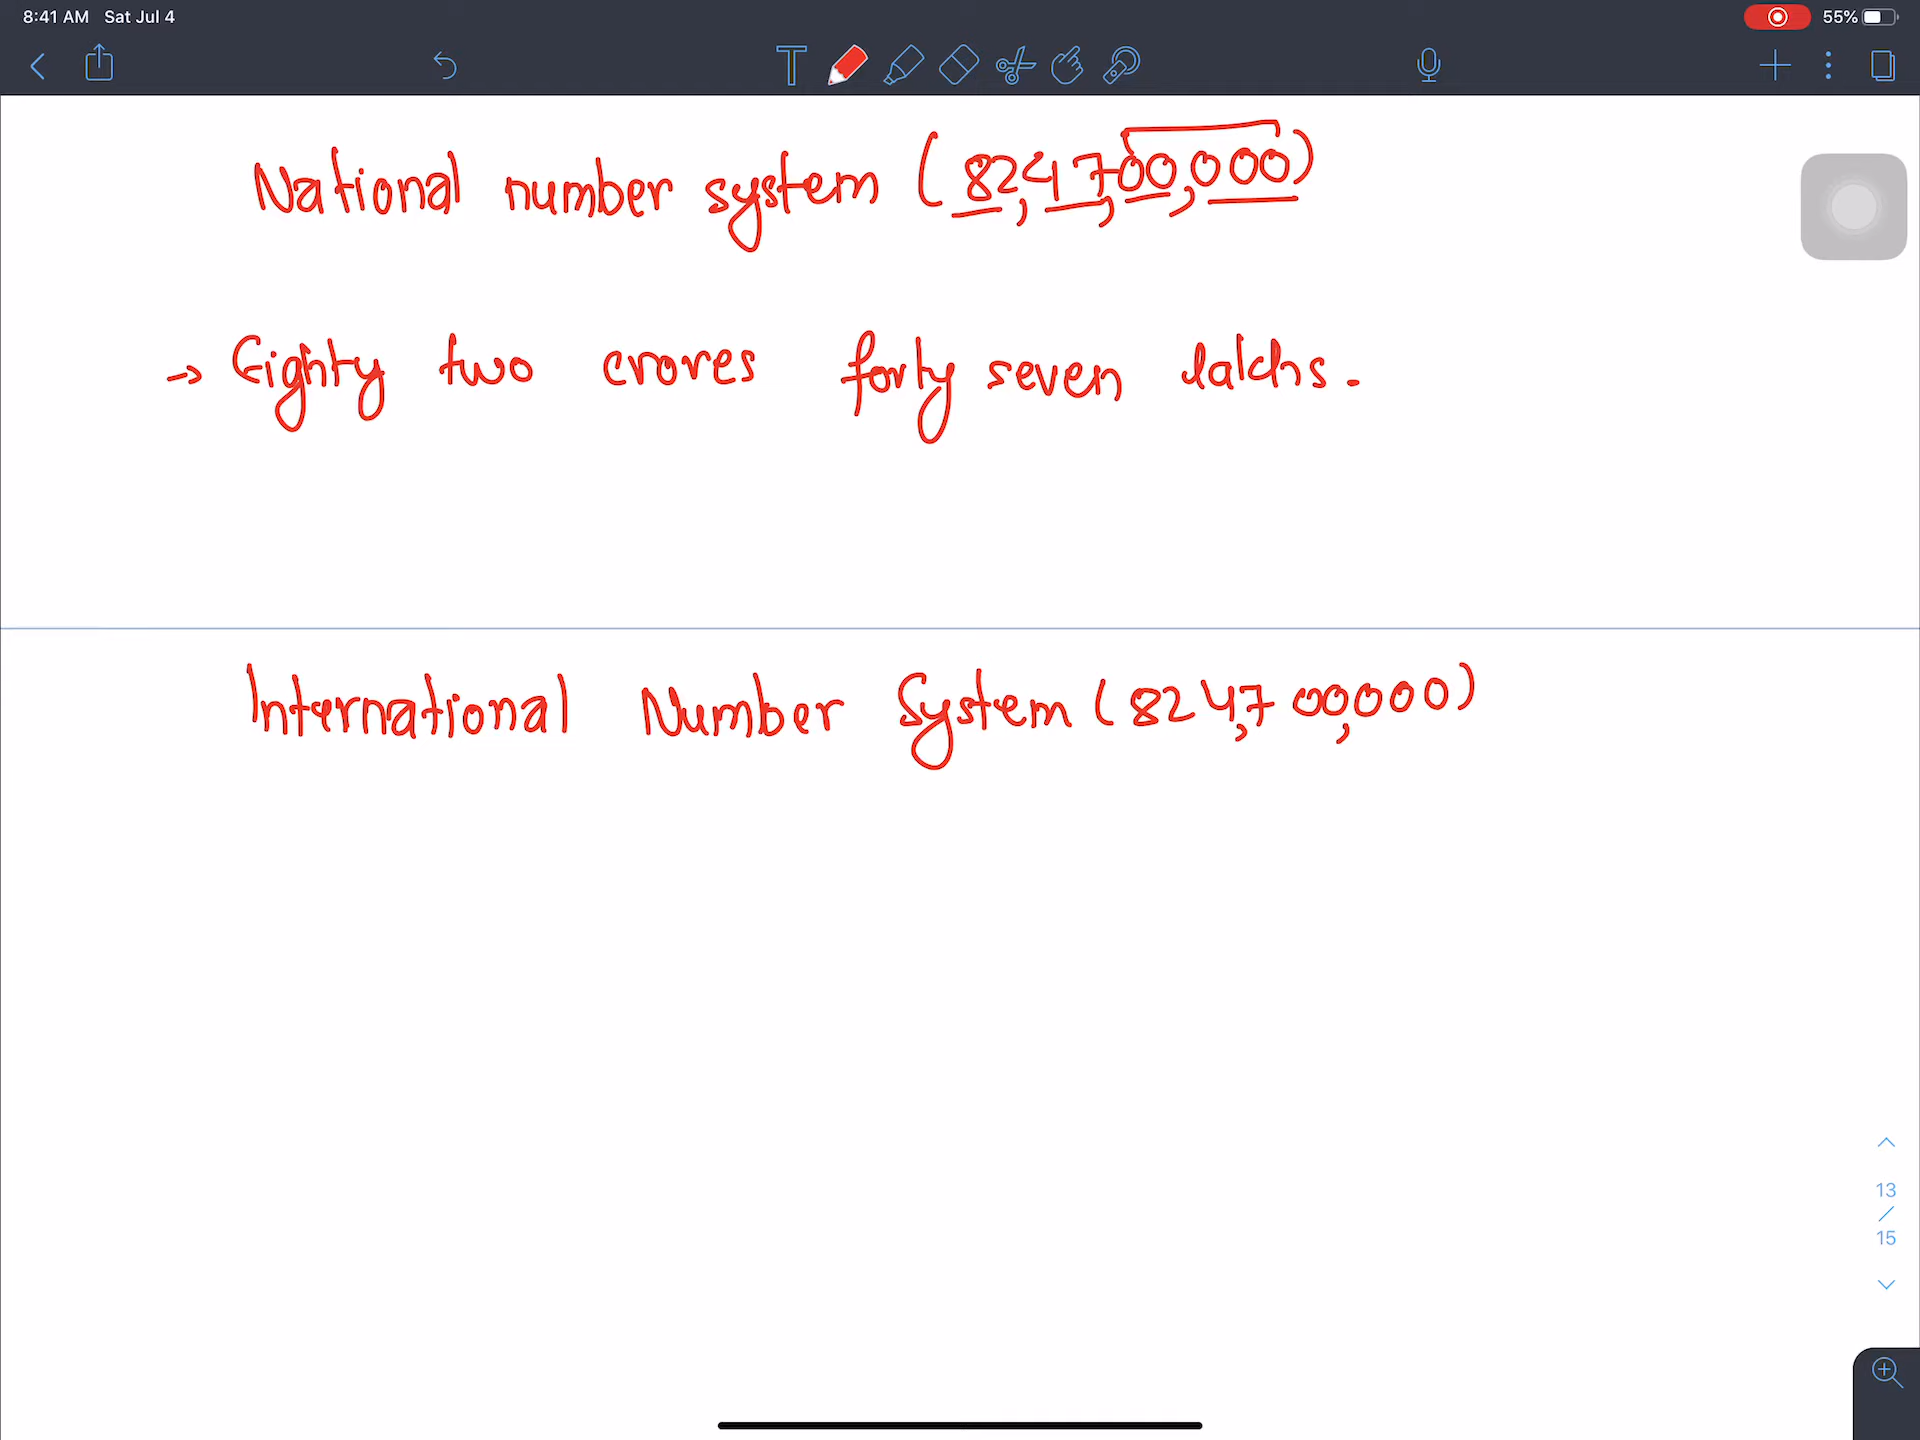 8:41 AM Sat Jul 4 55%
National number system (82,47,00,000)
→ Eighty two crores forty seven lakhs.
International Number System (824,700,000)
13
/
15